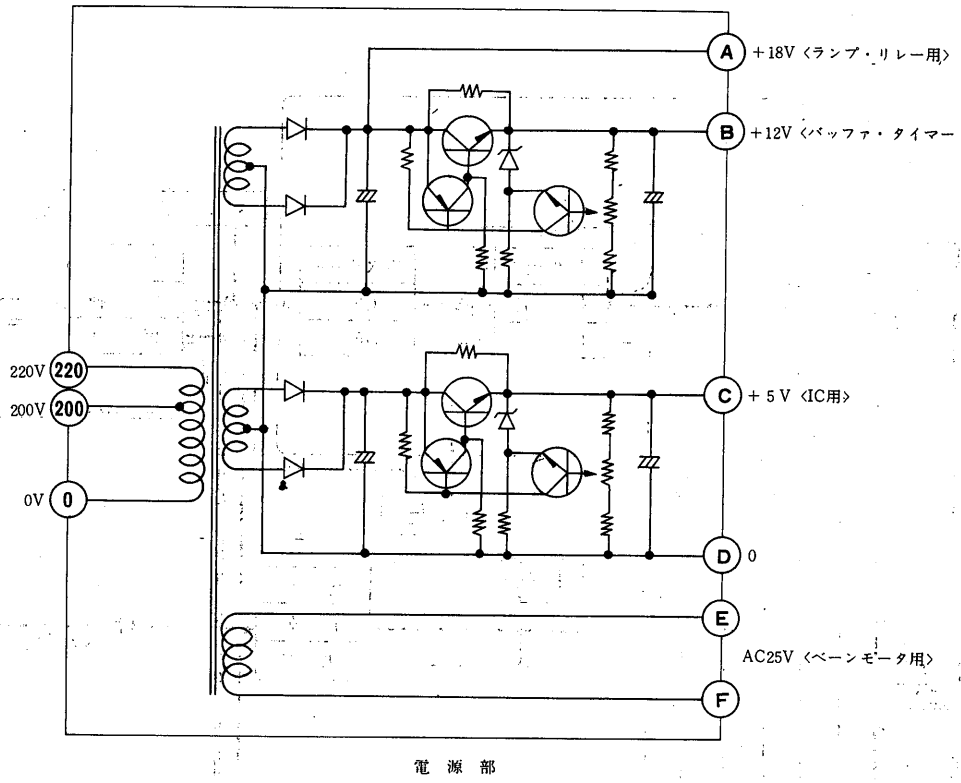 A +18V〈ランプ・リレー用〉
B +12V〈バッファ・タイマー
220V 220
200V 200
C +5V〈IC用〉
0V 0
D 0
E
AC25V〈ベーンモータ用〉
F
電源部